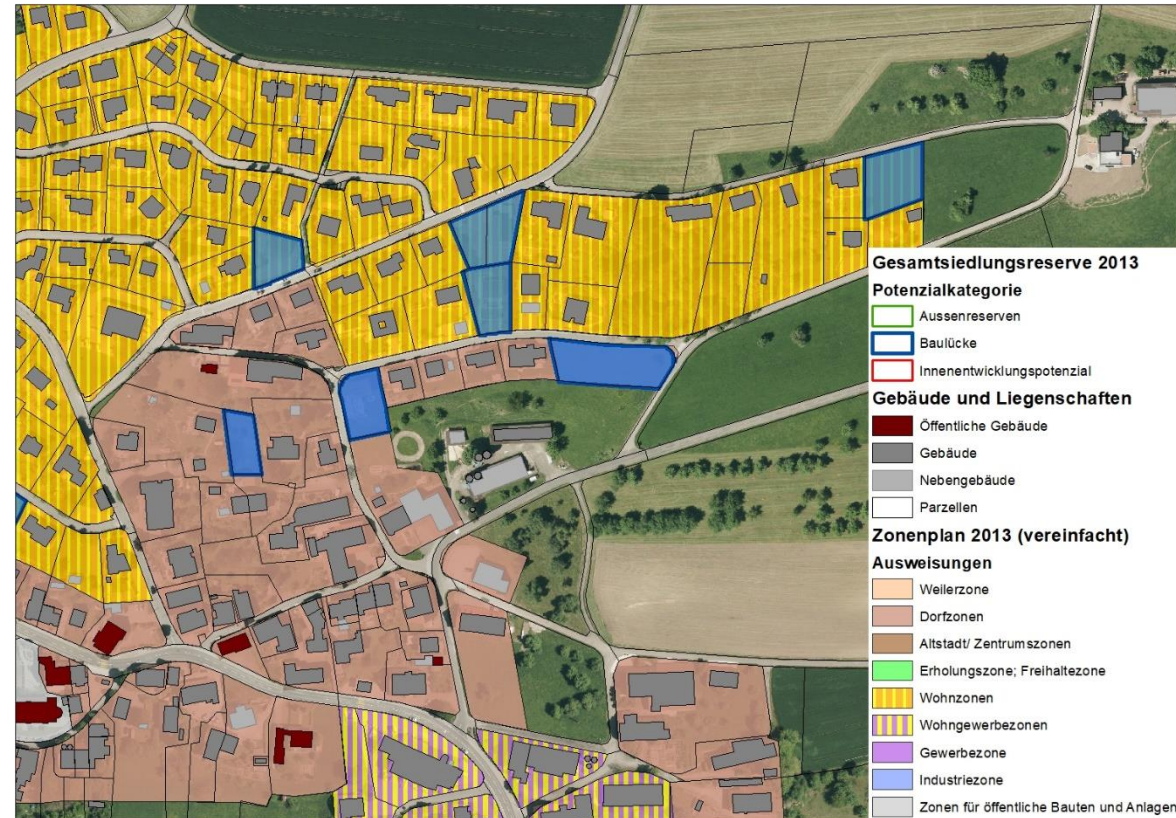 Gesamtsiedlungsreserve 2013
Potenzialkategorie
Aussenreserven
Baulücke
Innenentwicklungspotenzial
Gebäude und Liegenschaften
Öffentliche Gebäude
Gebäude
Nebengebäude
Parzellen
Zonenplan 2013 (vereinfacht)
Ausweisungen
Weilerzone
Dorfzonen
Altstadt/ Zentrumszonen
Erholungszone; Freihaltezone
Wohnzonen
Wohngewerbezonen
Gewerbezone
Industriezone
Zonen für öffentliche Bauten und Anlagen